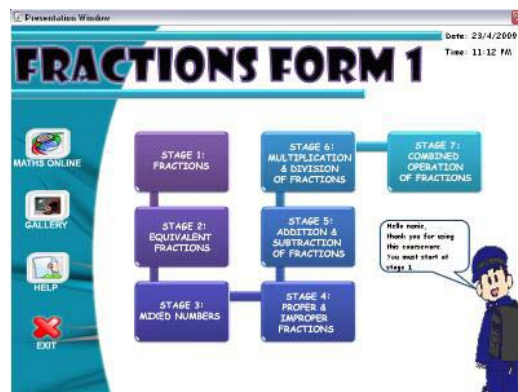 Presentation Window
Date: 23/4/2009
Time: 11:12 PM
FRACTIONS FORM 1
MATHS ONLINE
GALLERY
HELP
EXIT
STAGE 1:
FRACTIONS
STAGE 2:
EQUIVALENT
FRACTIONS
STAGE 3:
MIXED NUMBERS
STAGE 4:
PROPER &
IMPROPER
FRACTIONS
STAGE 5:
ADDITION &
SUBTRACTION
OF FRACTIONS
STAGE 6:
MULTIPLICATION
& DIVISION
OF FRACTIONS
STAGE 7:
COMBINED
OPERATION
OF FRACTIONS
Hello nanie,
thank you for using
this courseware.
You must start at
stage 1